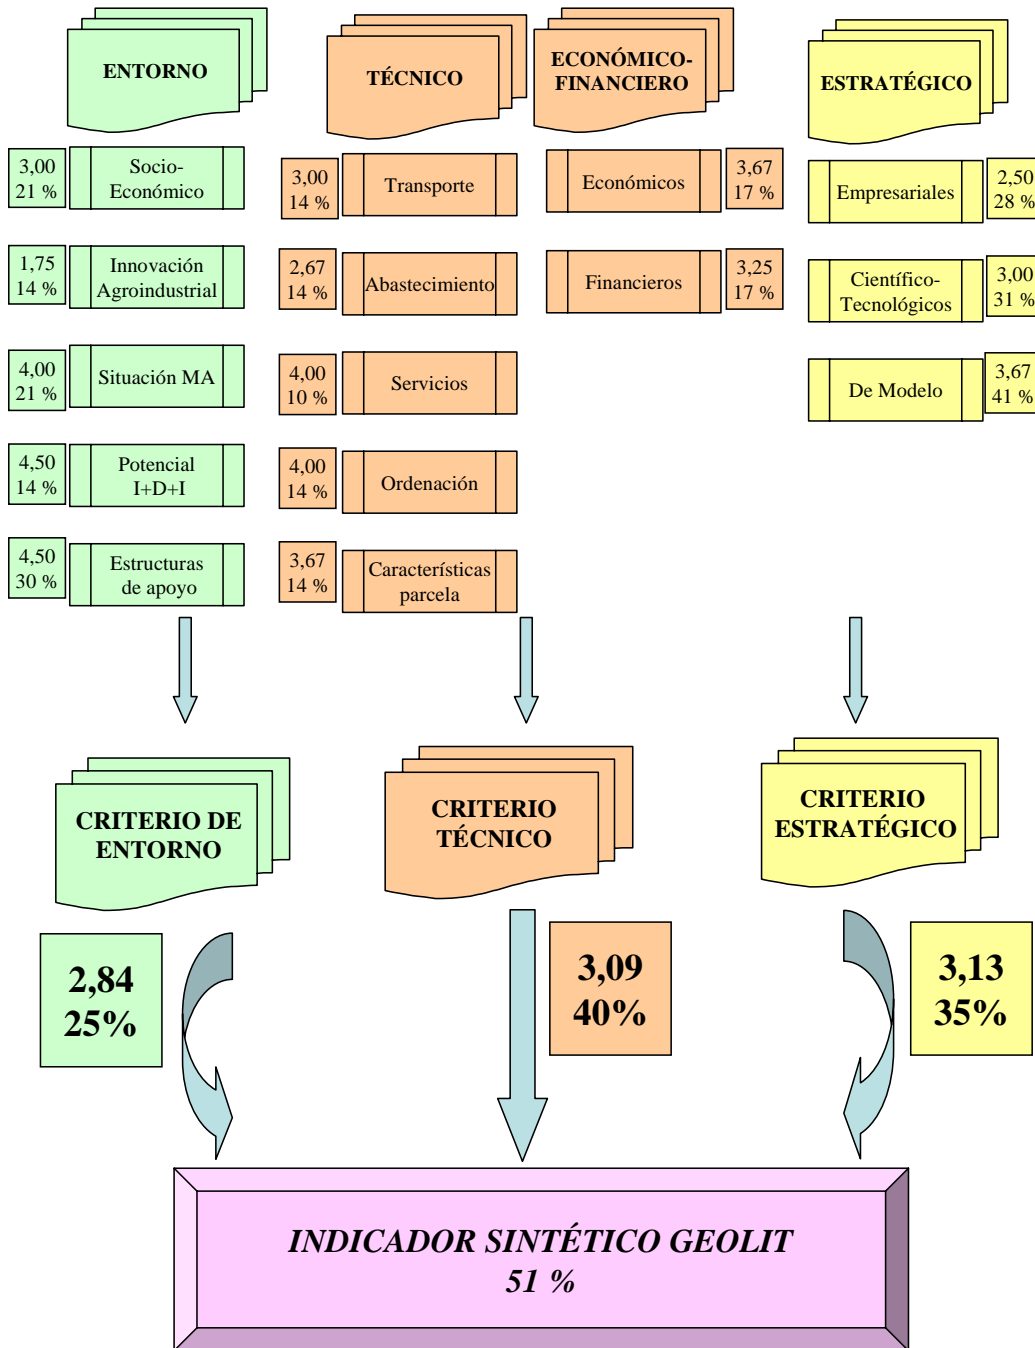 ENTORNO
3,00
21 %
Socio-
Económico
1,75
14 %
Innovación
Agroindustrial
4,00
21 %
Situación MA
4,50
14 %
Potencial
I+D+I
4,50
30 %
Estructuras
de apoyo
TÉCNICO
3,00
14 %
Transporte
2,67
14 %
Abastecimiento
4,00
10 %
Servicios
4,00
14 %
Ordenación
3,67
14 %
Características
parcela
ECONÓMICO-
FINANCIERO
Económicos
3,67
17 %
Financieros
3,25
17 %
ESTRATÉGICO
Empresariales
2,50
28 %
Científico-
Tecnológicos
3,00
31 %
De Modelo
3,67
41 %
CRITERIO DE
ENTORNO
2,84
25%
CRITERIO
TÉCNICO
3,09
40%
CRITERIO
ESTRATÉGICO
3,13
35%
INDICADOR SINTÉTICO GEOLIT
51 %